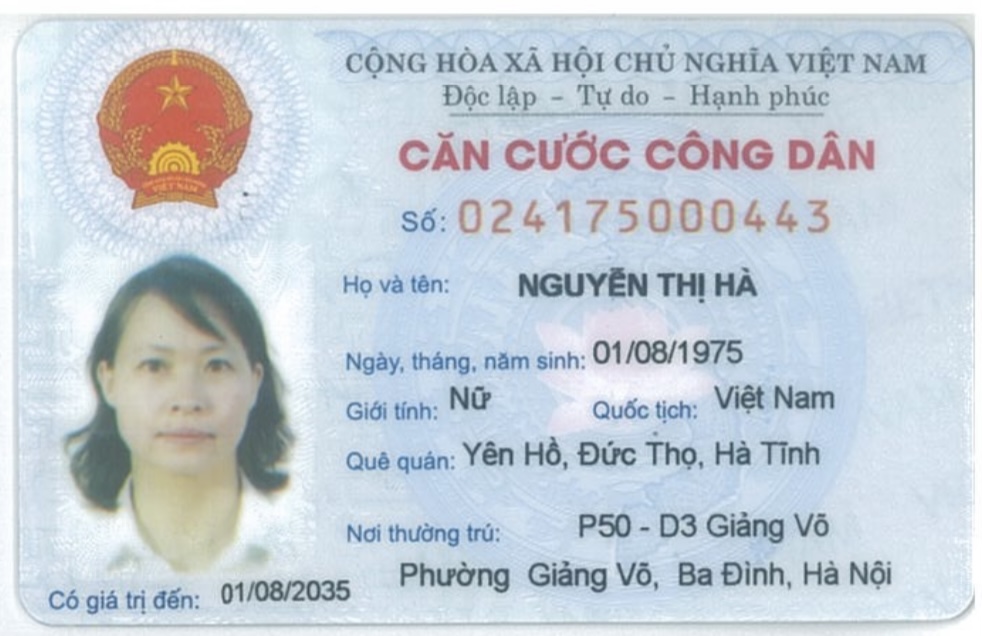 CỘNG HÒA XÃ HỘI CHỦ NGHĨA VIỆT NAM
Độc lập – Tự do – Hạnh phúc
CĂN CƯỚC CÔNG DÂN
Số: 024175000443
Họ và tên: NGUYỄN THỊ HÀ
Ngày, tháng, năm sinh: 01/08/1975
Giới tính: Nữ Quốc tịch: Việt Nam
Quê quán: Yên Hồ, Đức Thọ, Hà Tĩnh
Nơi thường trú: P50 - D3 Giảng Võ
Phường Giảng Võ, Ba Đình, Hà Nội
Có giá trị đến: 01/08/2035
VIỆT NAM